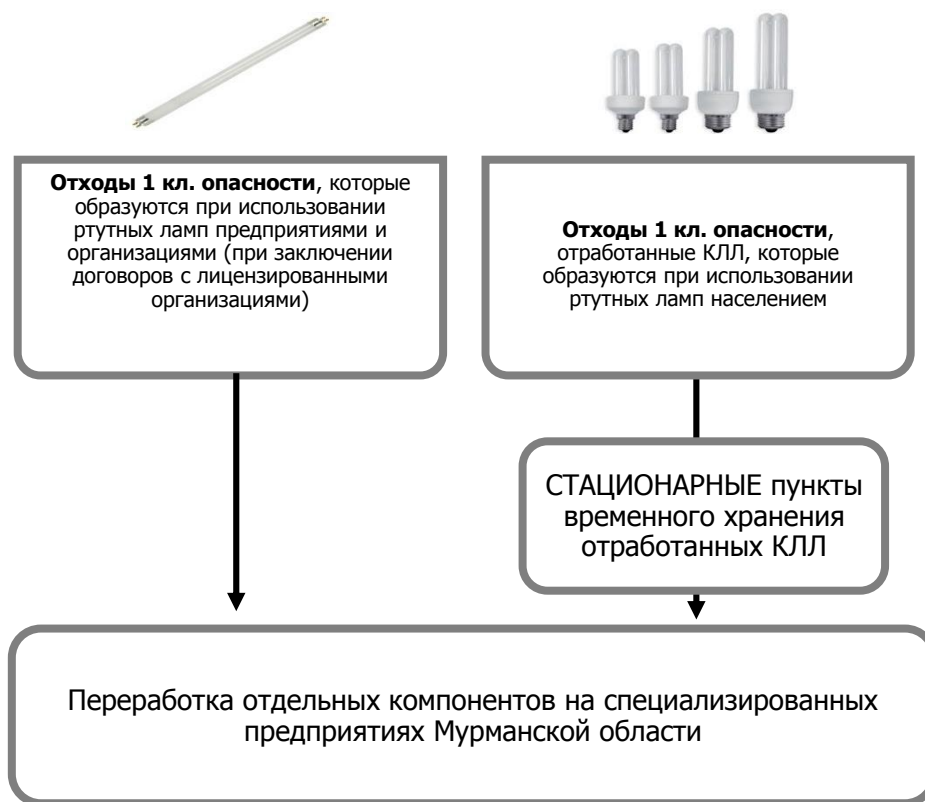 Отходы 1 кл. опасности, которые
образуются при использовании
ртутных ламп предприятиями и
организациями (при заключении
договоров с лицензированными
организациями)
Отходы 1 кл. опасности,
отработанные КЛЛ, которые
образуются при использовании
ртутных ламп населением
СТАЦИОНАРНЫЕ пункты
временного хранения
отработанных КЛЛ
Переработка отдельных компонентов на специализированных
предприятиях Мурманской области